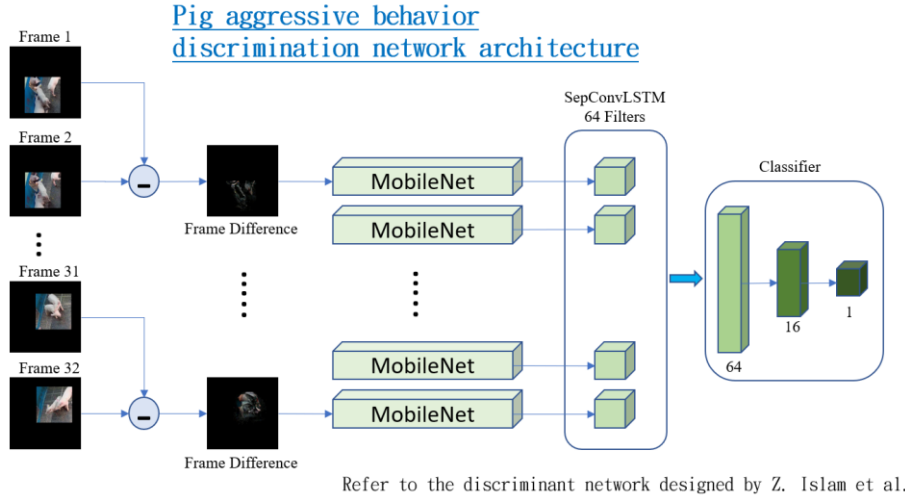 Pig aggressive behavior
discrimination network architecture
Frame 1
Frame 2
Frame 31
Frame 32
Frame Difference
Frame Difference
MobileNet
MobileNet
MobileNet
MobileNet
SepConvLSTM
64 Filters
Classifier
64
16
1
Refer to the discriminant network designed by Z. Islam et al.